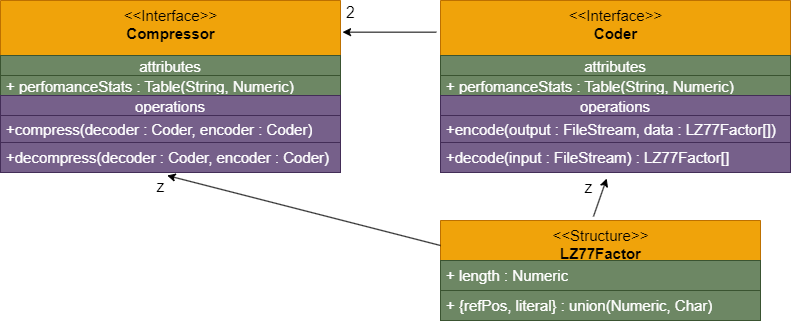 <<Interface>>
Compressor
attributes
+ perfomanceStats : Table(String, Numeric)
operations
+compress(decoder : Coder, encoder : Coder)
+decompress(decoder : Coder, encoder : Coder)
2
<<Interface>>
Coder
attributes
+ perfomanceStats : Table(String, Numeric)
operations
+encode(output : FileStream, data : LZ77Factor[])
+decode(input : FileStream) : LZ77Factor[]
z
z
<<Structure>>
LZ77Factor
+ length : Numeric
+ {refPos, literal} : union(Numeric, Char)